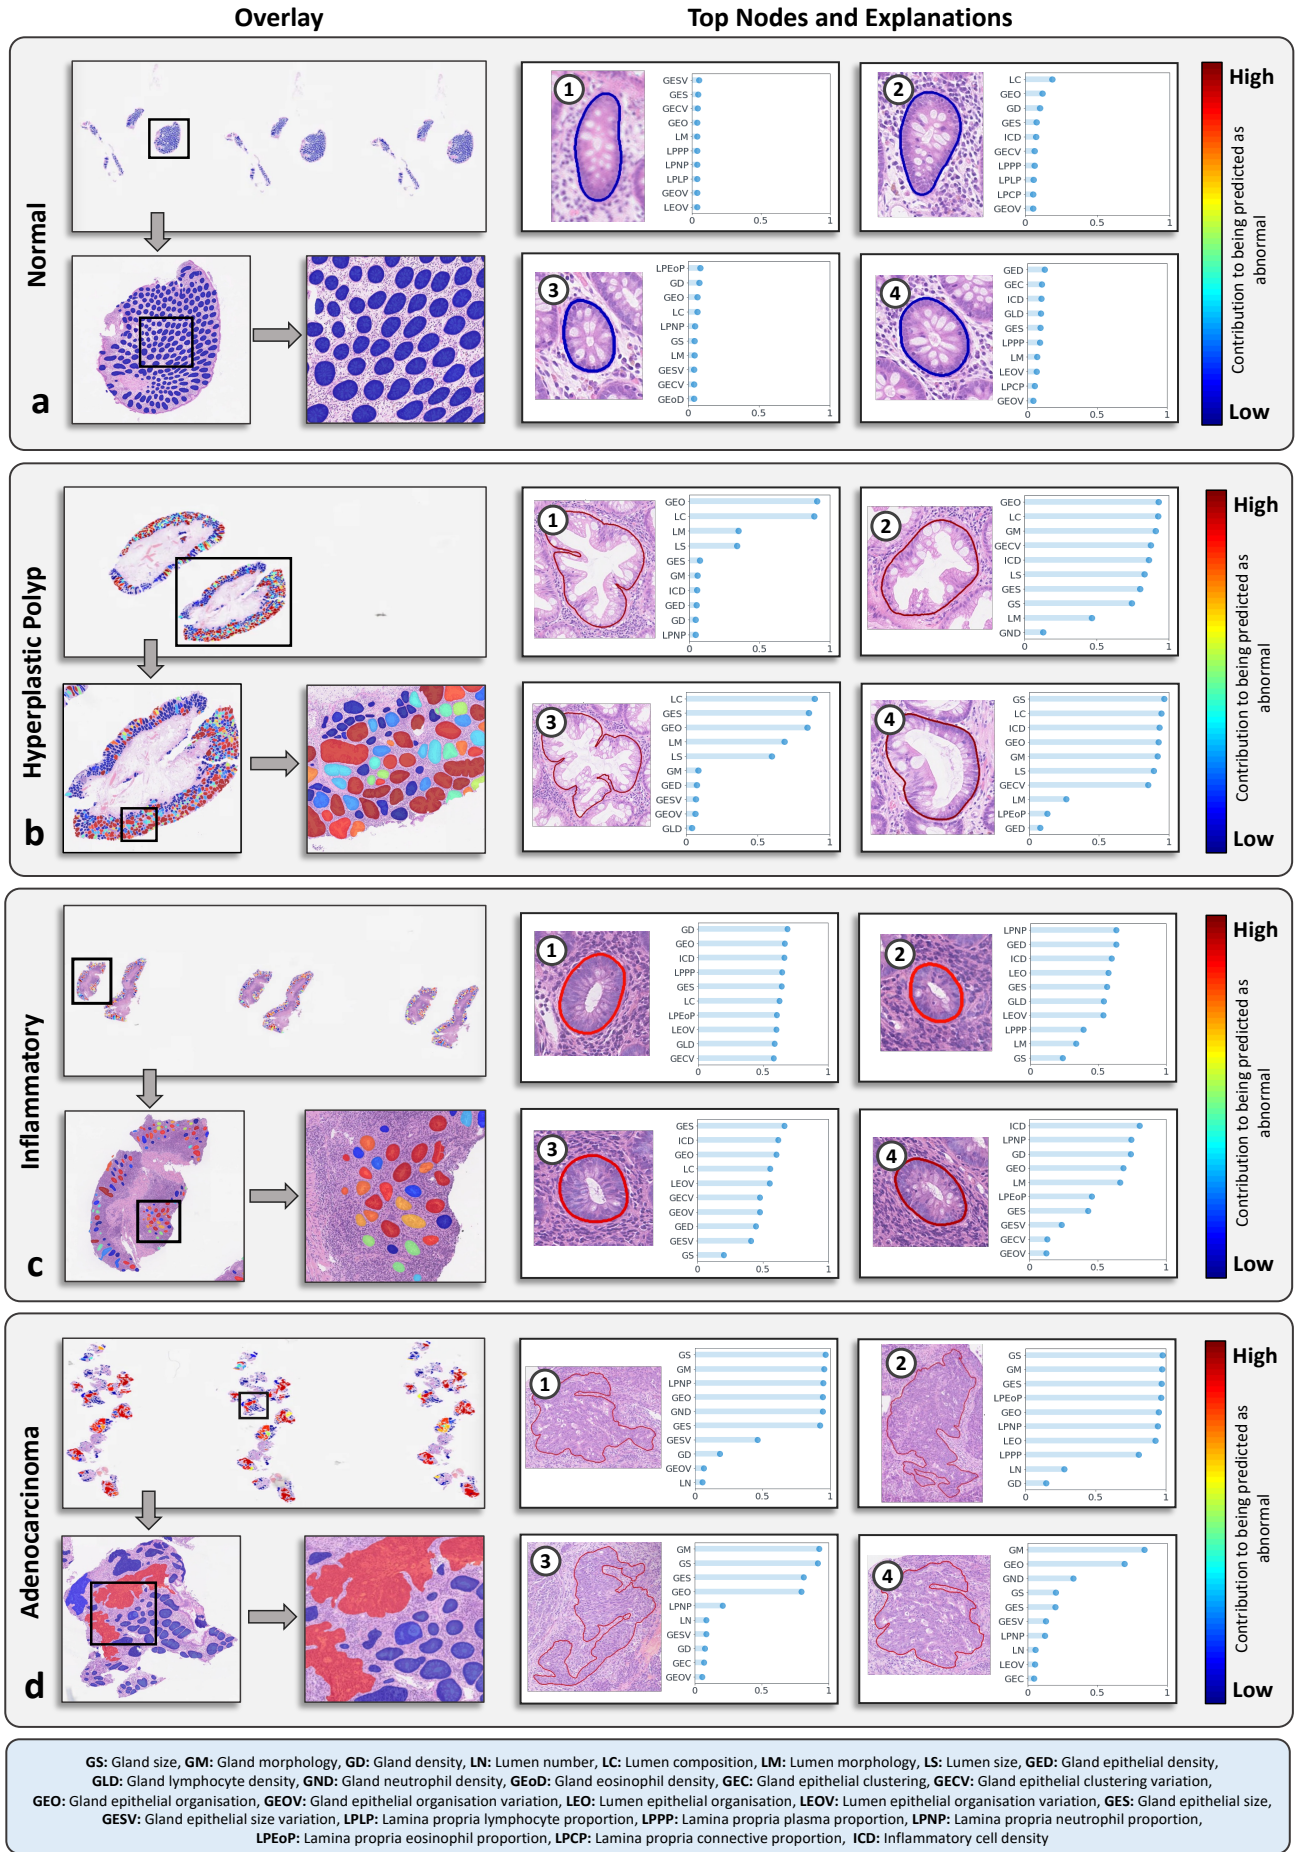 Overlay
Top Nodes and Explanations
Normal
a
1
GESV
GES
GECV
GEO
LM
LPPP
LPNP
LPLP
GEOV
LEOV
0 0.5 1
2
LC
GEO
GD
GES
ICD
GECV
LPPP
LPLP
LPCP
GEOV
0 0.5 1
3
LPEoP
GD
GEO
LC
LPNP
GS
LM
GESV
GECV
GEoD
0 0.5 1
4
GED
GEC
ICD
GLD
GES
LPPP
LM
LEOV
LPCP
GEOV
0 0.5 1
High
Contribution to being predicted as
abnormal
Low
Hyperplastic Polyp
b
1
GEO
LC
LM
LS
GES
GM
ICD
GED
GD
LPNP
0 0.5 1
2
GEO
LC
GM
GECV
ICD
LS
GES
GS
LM
GND
0 0.5 1
3
LC
GES
GEO
LM
LS
GM
GED
GESV
GEOV
GLD
0 0.5 1
4
GS
LC
ICD
GEO
GM
LS
GECV
LM
LPEoP
GED
0 0.5 1
High
Contribution to being predicted as
abnormal
Low
Inflammatory
c
1
GD
GEO
ICD
LPPP
GES
LC
LPEoP
LEOV
GLD
GECV
0 0.5 1
2
LPNP
GED
ICD
LEO
GES
GLD
LEOV
LPPP
LM
GS
0 0.5 1
3
GES
ICD
GEO
LC
LEOV
GECV
GEOV
GED
GESV
GS
0 0.5 1
4
ICD
LPNP
GD
GEO
LM
LPEoP
GES
GESV
GECV
GEOV
0 0.5 1
High
Contribution to being predicted as
abnormal
Low
Adenocarcinoma
d
1
GS
GM
LPNP
GEO
GND
GES
GESV
GD
GEOV
LN
0 0.5 1
2
GS
GM
GES
LPEoP
GEO
LPNP
LEO
LPPP
LN
GD
0 0.5 1
3
GM
GS
GES
GEO
LPNP
LN
GESV
GD
GEC
GEOV
0 0.5 1
4
GM
GEO
GND
GS
GES
GESV
LPNP
LN
LEOV
GEC
0 0.5 1
High
Contribution to being predicted as
abnormal
Low
GS: Gland size, GM: Gland morphology, GD: Gland density, LN: Lumen number, LC: Lumen composition, LM: Lumen morphology, LS: Lumen size, GED: Gland epithelial density,
GLD: Gland lymphocyte density, GND: Gland neutrophil density, GEoD: Gland eosinophil density, GEC: Gland epithelial clustering, GECV: Gland epithelial clustering variation,
GEO: Gland epithelial organisation, GEOV: Gland epithelial organisation variation, LEO: Lumen epithelial organisation, LEOV: Lumen epithelial organisation variation, GES: Gland epithelial size,
GESV: Gland epithelial size variation, LPLP: Lamina propria lymphocyte proportion, LPPP: Lamina propria plasma proportion, LPNP: Lamina propria neutrophil proportion,
LPEoP: Lamina propria eosinophil proportion, LPCP: Lamina propria connective proportion, ICD: Inflammatory cell density